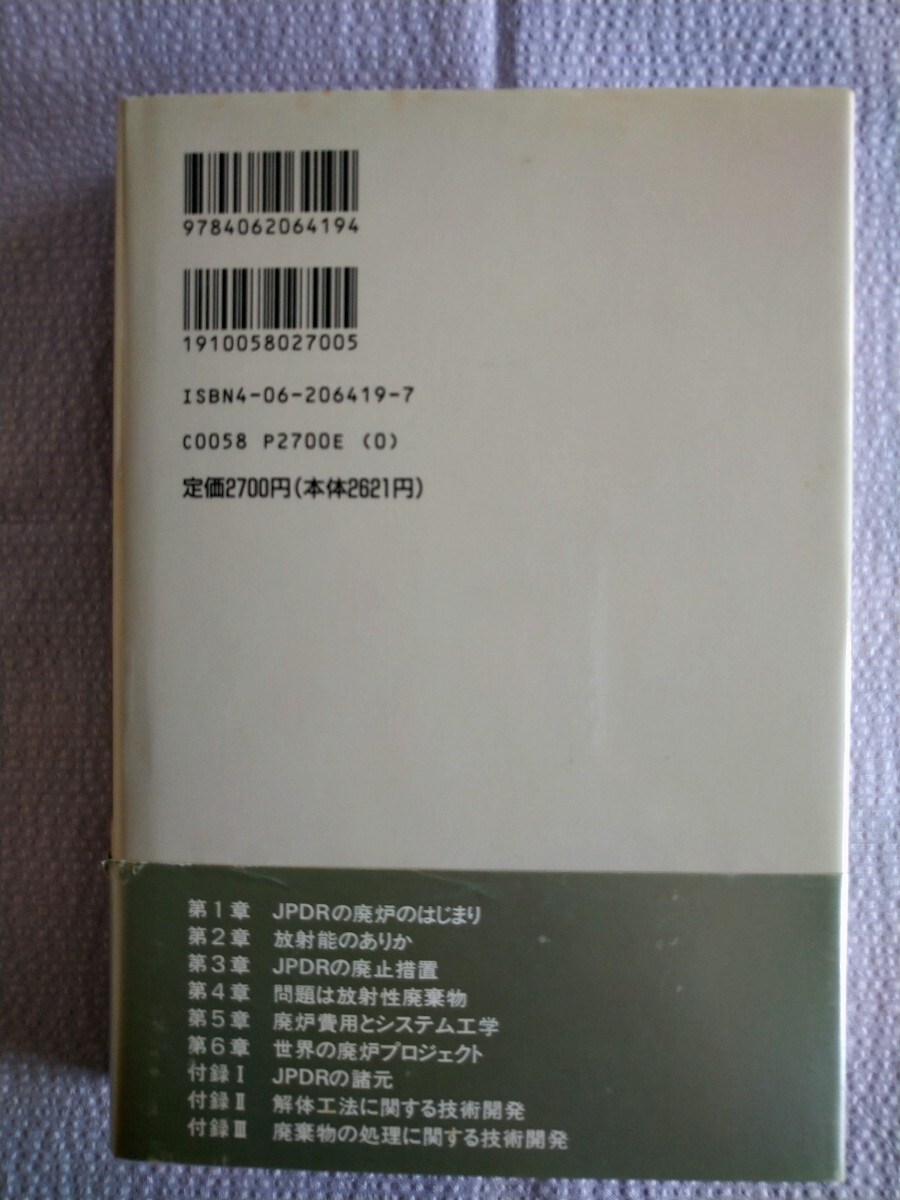 9784062064194
1910058027005
ISBN4-06-206419-7
C0058 P2700E (0)
定価2700円(本体2621円)
第1章 JPDRの廃炉のはじまり
第2章 放射能のありか
第3章 JPDRの廃止措置
第4章 問題は放射性廃棄物
第5章 廃炉費用とシステム工学
第6章 世界の廃炉プロジェクト
付録Ⅰ JPDRの諸元
付録Ⅱ 解体工法に関する技術開発
付録Ⅲ 廃棄物の処理に関する技術開発